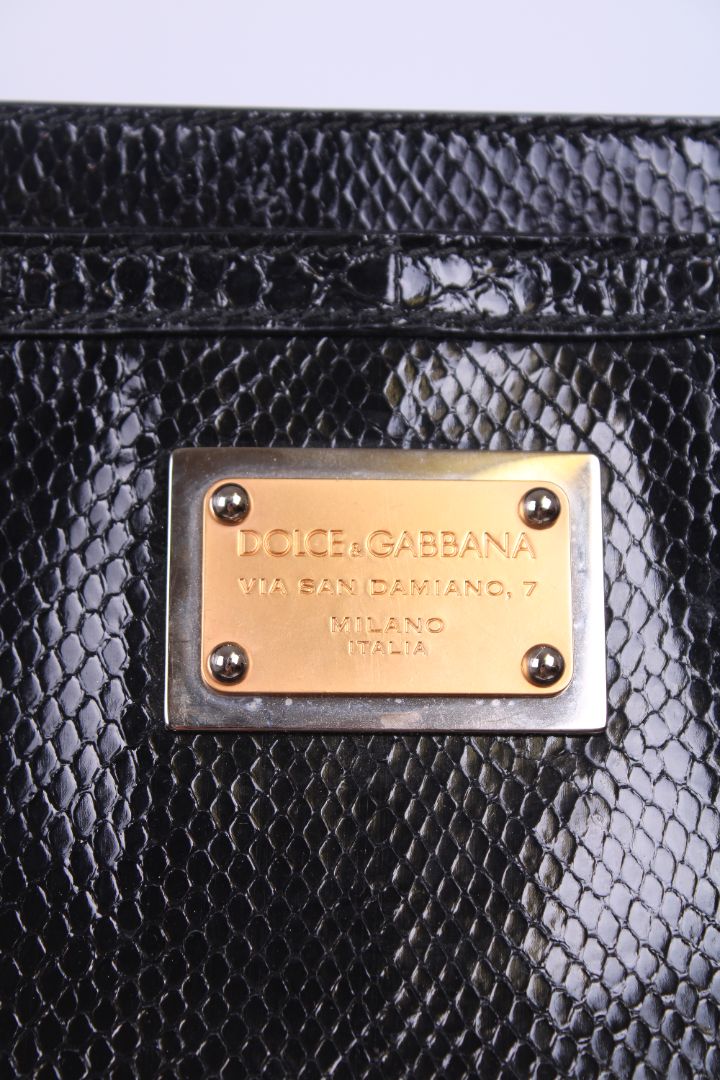 DOLCE & GABBANA
VIA SAN DAMIANO, 7
MILANO
ITALIA